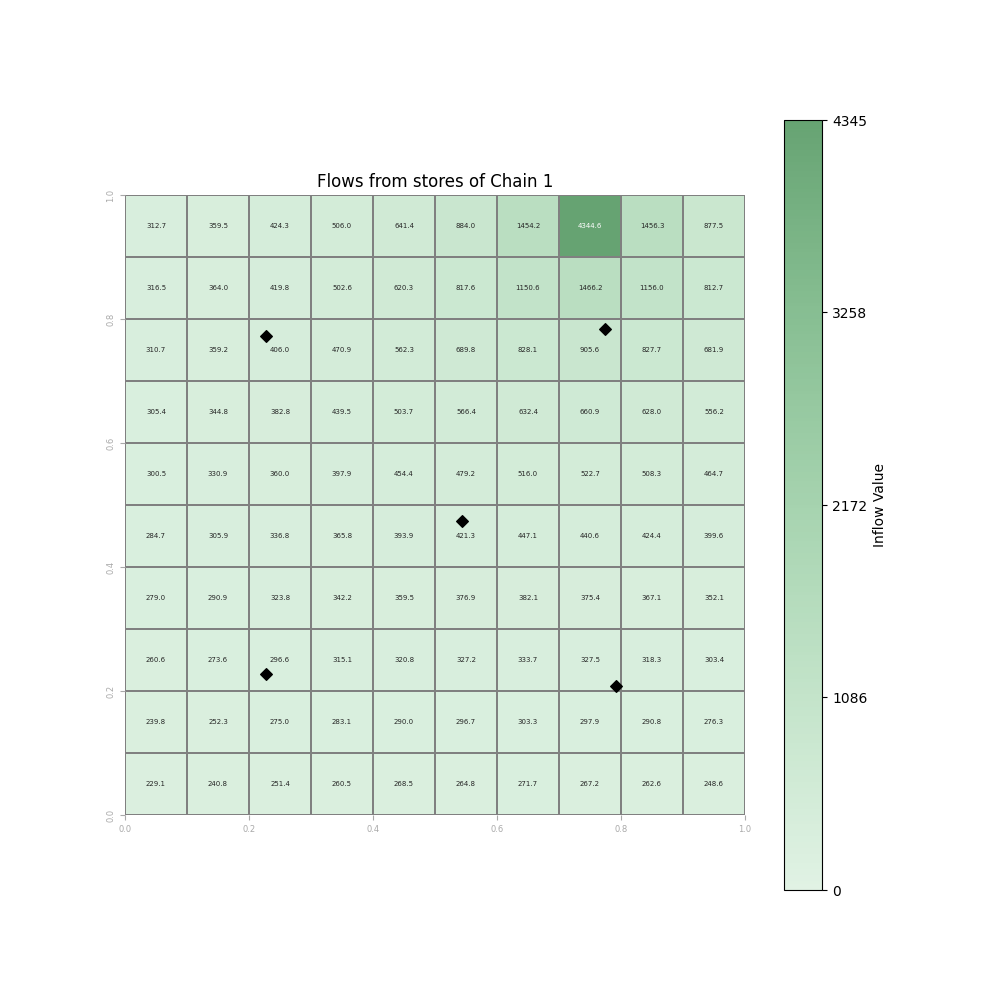 Flows from stores of Chain 1
4345
1.0
312.7 359.5 424.3 506.0 641.4 884.0 1454.2 4344.6 1456.3 877.5
316.5 364.0 419.8 502.6 620.3 817.6 1150.6 1466.2 1156.0 812.7
3258
0.8
310.7 359.2 406.0 470.9 562.3 689.8 828.1 905.6 827.7 681.9
305.4 344.8 382.8 439.5 503.7 566.4 632.4 660.9 628.0 556.2
0.6
300.5 330.9 360.0 397.9 454.4 479.2 516.0 522.7 508.3 464.7
2172
Inflow Value
284.7 305.9 336.8 365.8 393.9 421.3 447.1 440.6 424.4 399.6
0.4
279.0 290.9 323.8 342.2 359.5 376.9 382.1 375.4 367.1 352.1
260.6 273.6 296.6 315.1 320.8 327.2 333.7 327.5 318.3 303.4
0.2
1086
239.8 252.3 275.0 283.1 290.0 296.7 303.3 297.9 290.8 276.3
229.1 240.8 251.4 260.5 268.5 264.8 271.7 267.2 262.6 248.6
0.0
0.0 0.2 0.4 0.6 0.8 1.0
0